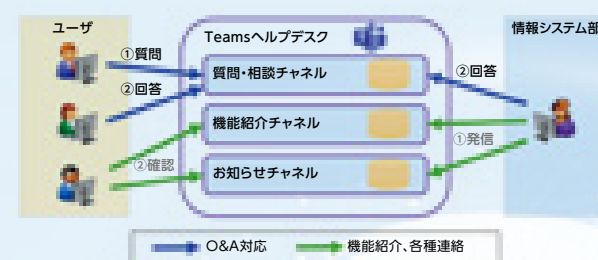 ユーザ
Teamsヘルプデスク
情報システム部
①質問
質問・相談チャネル
②回答
②回答
機能紹介チャネル
①発信
②確認
お知らせチャネル
O&A対応
機能紹介、各種連絡